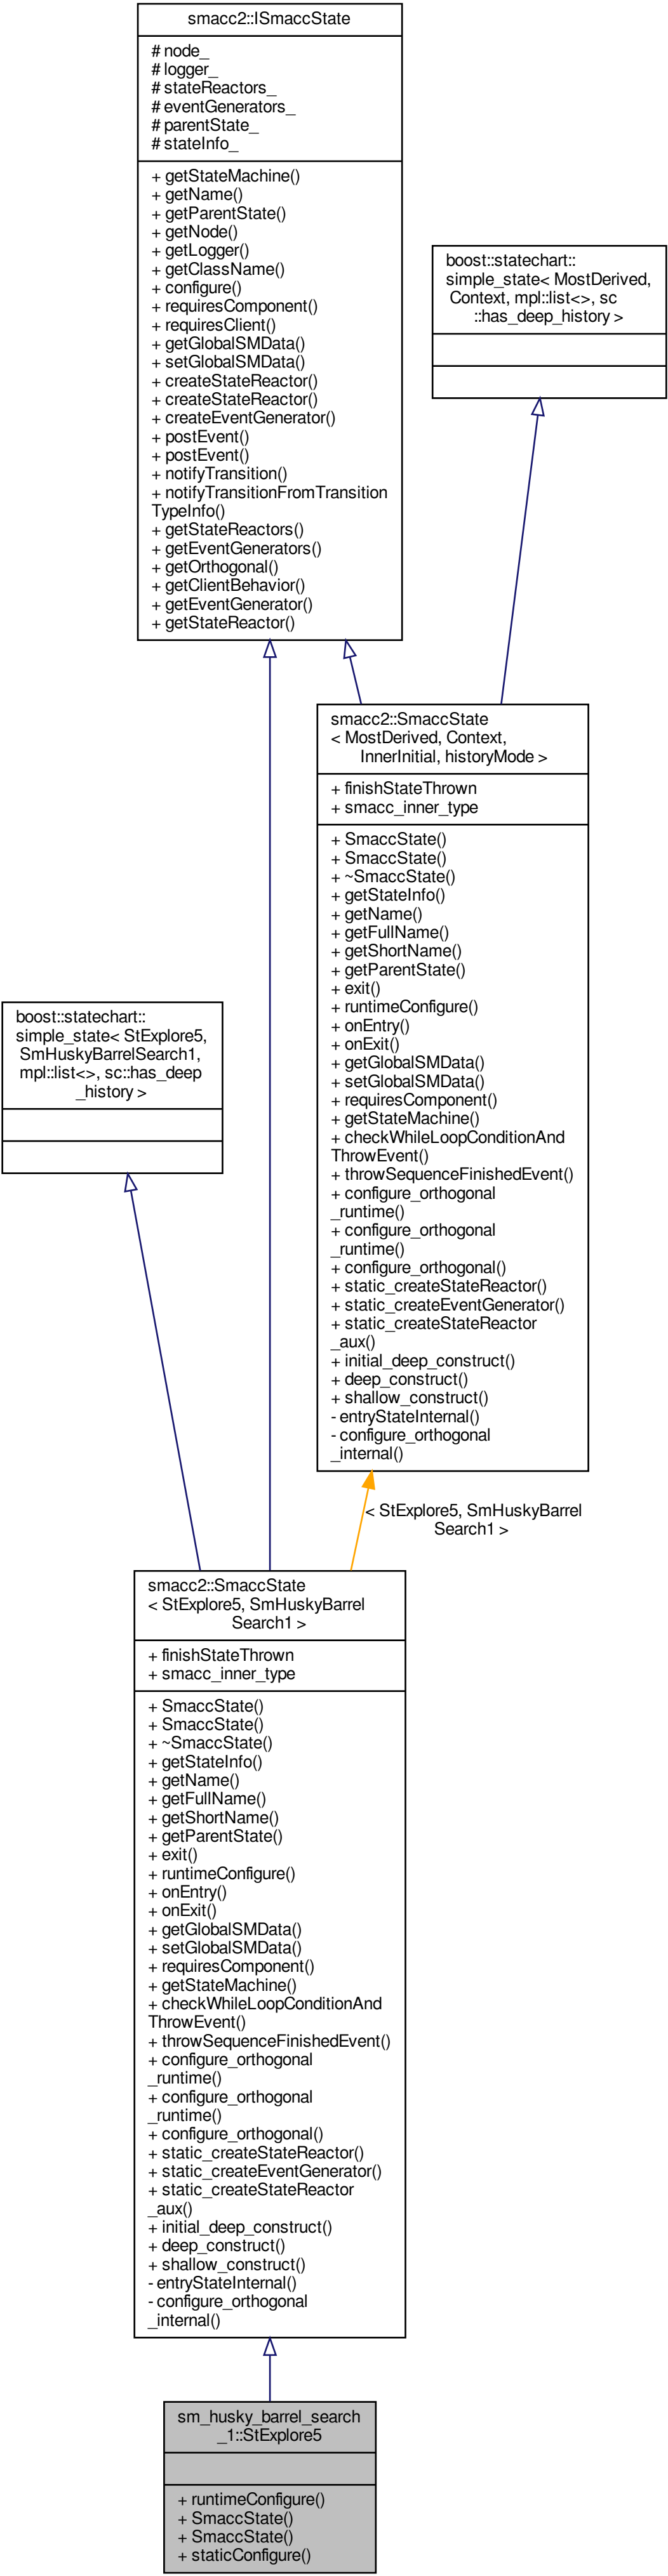 smacc2::ISmaccState
# node_
# logger_
# stateReactors_
# eventGenerators_
# parentState_
# stateInfo_
+ getStateMachine()
+ getName()
+ getParentState()
+ getNode()
+ getLogger()
+ getClassName()
+ configure()
+ requiresComponent()
+ requiresClient()
+ getGlobalSMData()
+ setGlobalSMData()
+ createStateReactor()
+ createStateReactor()
+ createEventGenerator()
+ postEvent()
+ postEvent()
+ notifyTransition()
+ notifyTransitionFromTransition
TypeInfo()
+ getStateReactors()
+ getEventGenerators()
+ getOrthogonal()
+ getClientBehavior()
+ getEventGenerator()
+ getStateReactor()
boost::statechart::
simple_state< MostDerived,
Context, mpl::list<>, sc
::has_deep_history >
smacc2::SmaccState
< MostDerived, Context,
InnerInitial, historyMode >
+ finishStateThrown
+ smacc_inner_type
+ SmaccState()
+ SmaccState()
+ ~SmaccState()
+ getStateInfo()
+ getName()
+ getFullName()
+ getShortName()
+ getParentState()
+ exit()
+ runtimeConfigure()
+ onEntry()
+ onExit()
+ getGlobalSMData()
+ setGlobalSMData()
+ requiresComponent()
+ getStateMachine()
+ checkWhileLoopConditionAnd
ThrowEvent()
+ throwSequenceFinishedEvent()
+ configure_orthogonal
_runtime()
+ configure_orthogonal
_runtime()
+ configure_orthogonal()
+ static_createStateReactor()
+ static_createEventGenerator()
+ static_createStateReactor
_aux()
+ initial_deep_construct()
+ deep_construct()
+ shallow_construct()
- entryStateInternal()
- configure_orthogonal
_internal()
boost::statechart::
simple_state< StExplore5,
SmHuskyBarrelSearch1,
mpl::list<>, sc::has_deep
_history >
< StExplore5, SmHuskyBarrel
Search1 >
smacc2::SmaccState
< StExplore5, SmHuskyBarrel
Search1 >
+ finishStateThrown
+ smacc_inner_type
+ SmaccState()
+ SmaccState()
+ ~SmaccState()
+ getStateInfo()
+ getName()
+ getFullName()
+ getShortName()
+ getParentState()
+ exit()
+ runtimeConfigure()
+ onEntry()
+ onExit()
+ getGlobalSMData()
+ setGlobalSMData()
+ requiresComponent()
+ getStateMachine()
+ checkWhileLoopConditionAnd
ThrowEvent()
+ throwSequenceFinishedEvent()
+ configure_orthogonal
_runtime()
+ configure_orthogonal
_runtime()
+ configure_orthogonal()
+ static_createStateReactor()
+ static_createEventGenerator()
+ static_createStateReactor
_aux()
+ initial_deep_construct()
+ deep_construct()
+ shallow_construct()
- entryStateInternal()
- configure_orthogonal
_internal()
sm_husky_barrel_search
_1::StExplore5
+ runtimeConfigure()
+ SmaccState()
+ SmaccState()
+ staticConfigure()